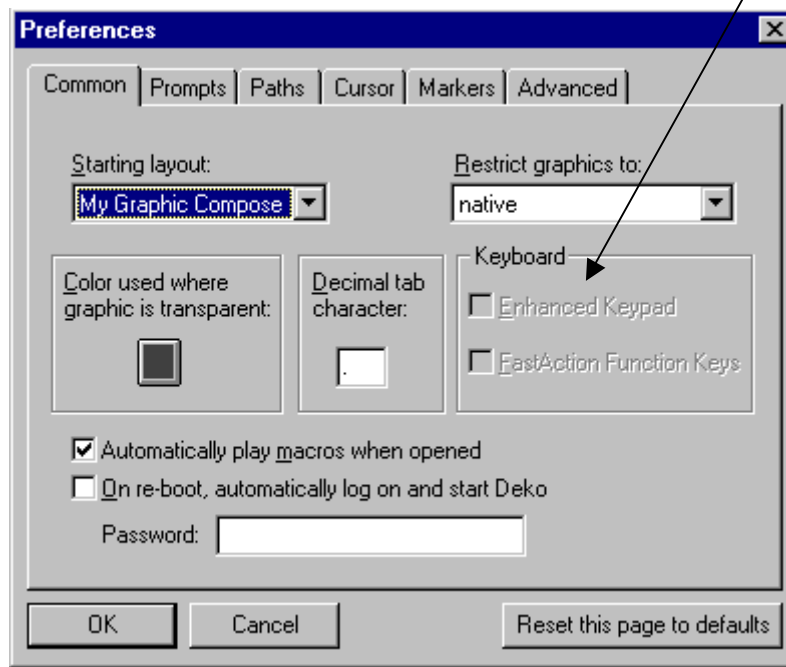 Preferences
Common Prompts Paths Cursor Markers Advanced
Starting layout:
My Graphic Compose
Restrict graphics to:
native
Color used where
graphic is transparent:
Decimal tab
character:
.
Keyboard
Enhanced Keypad
FastAction Function Keys
Automatically play macros when opened
On re-boot, automatically log on and start Deko
Password:
OK Cancel Reset this page to defaults